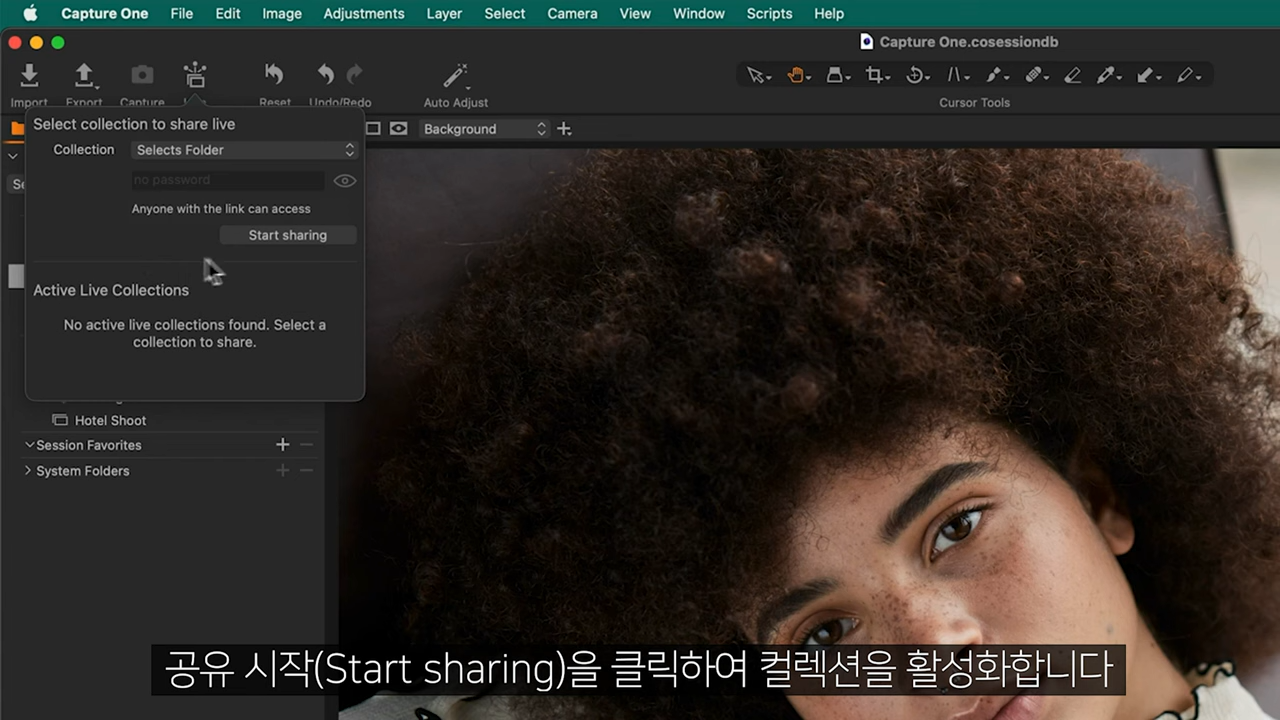 Capture One File Edit Image Adjustments Layer Select Camera View Window Scripts Help
Capture One.cosessiondb
Import Export Capture Reset Undo/Redo Auto Adjust Cursor Tools
Select collection to share live
Background
Collection Selects Folder
no password
Anyone with the link can access
Start sharing
Active Live Collections
No active live collections found. Select a
collection to share.
Hotel Shoot
Session Favorites
System Folders
공유 시작(Start sharing)을 클릭하여 컬렉션을 활성화합니다